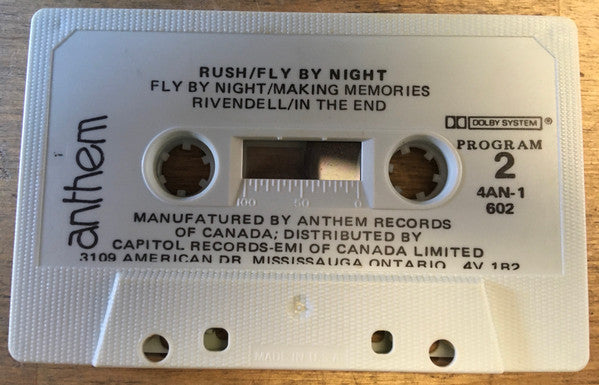 RUSH/FLY BY NIGHT
FLY BY NIGHT/MAKING MEMORIES
RIVENDELL/IN THE END
anthem
DOLBY SYSTEM ®
PROGRAM
2
4AN-1
602
100 50 0
MANUFATURED BY ANTHEM RECORDS
OF CANADA; DISTRIBUTED BY
CAPITOL RECORDS-EMI OF CANADA LIMITED
3109 AMERICAN DR. MISSISSAUGA ONTARIO 4V 1B2
MADE IN U.S.A.